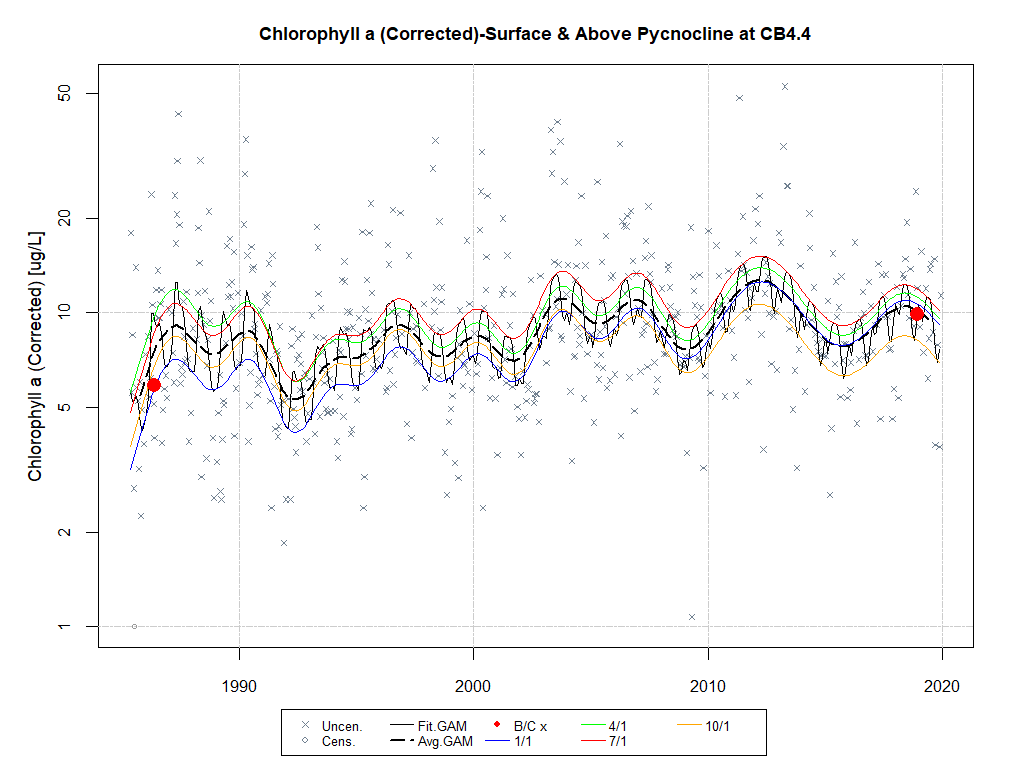 Chlorophyll a (Corrected)-Surface & Above Pycnocline at CB4.4
Chlorophyll a (Corrected) [ug/L]
50
20
10
5
2
1
1990 2000 2010 2020
Uncen. Fit.GAM B/C x 4/1 10/1
Cens. Avg.GAM 1/1 7/1